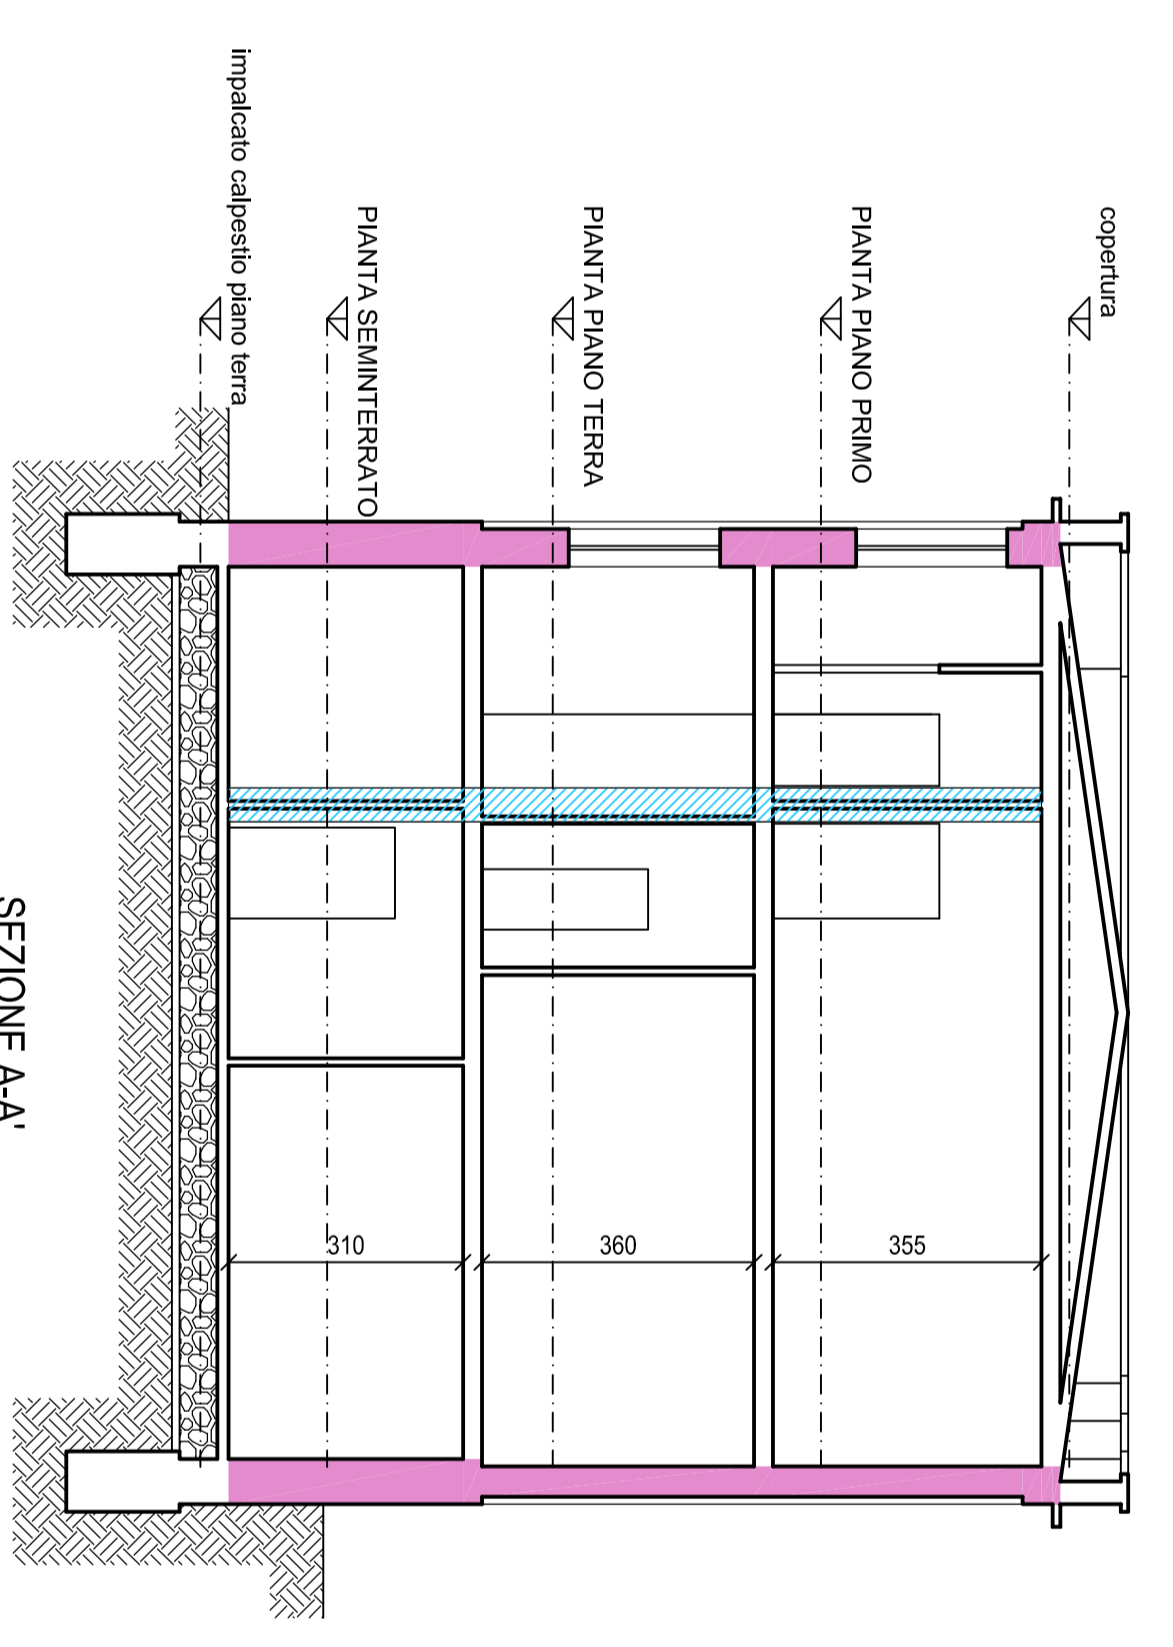 copertura
PIANTA PIANO PRIMO
PIANTA PIANO TERRA
PIANTA SEMINTERRATO
impalcato calpestio piano terra
355
360
310
SEZIONE A-A'